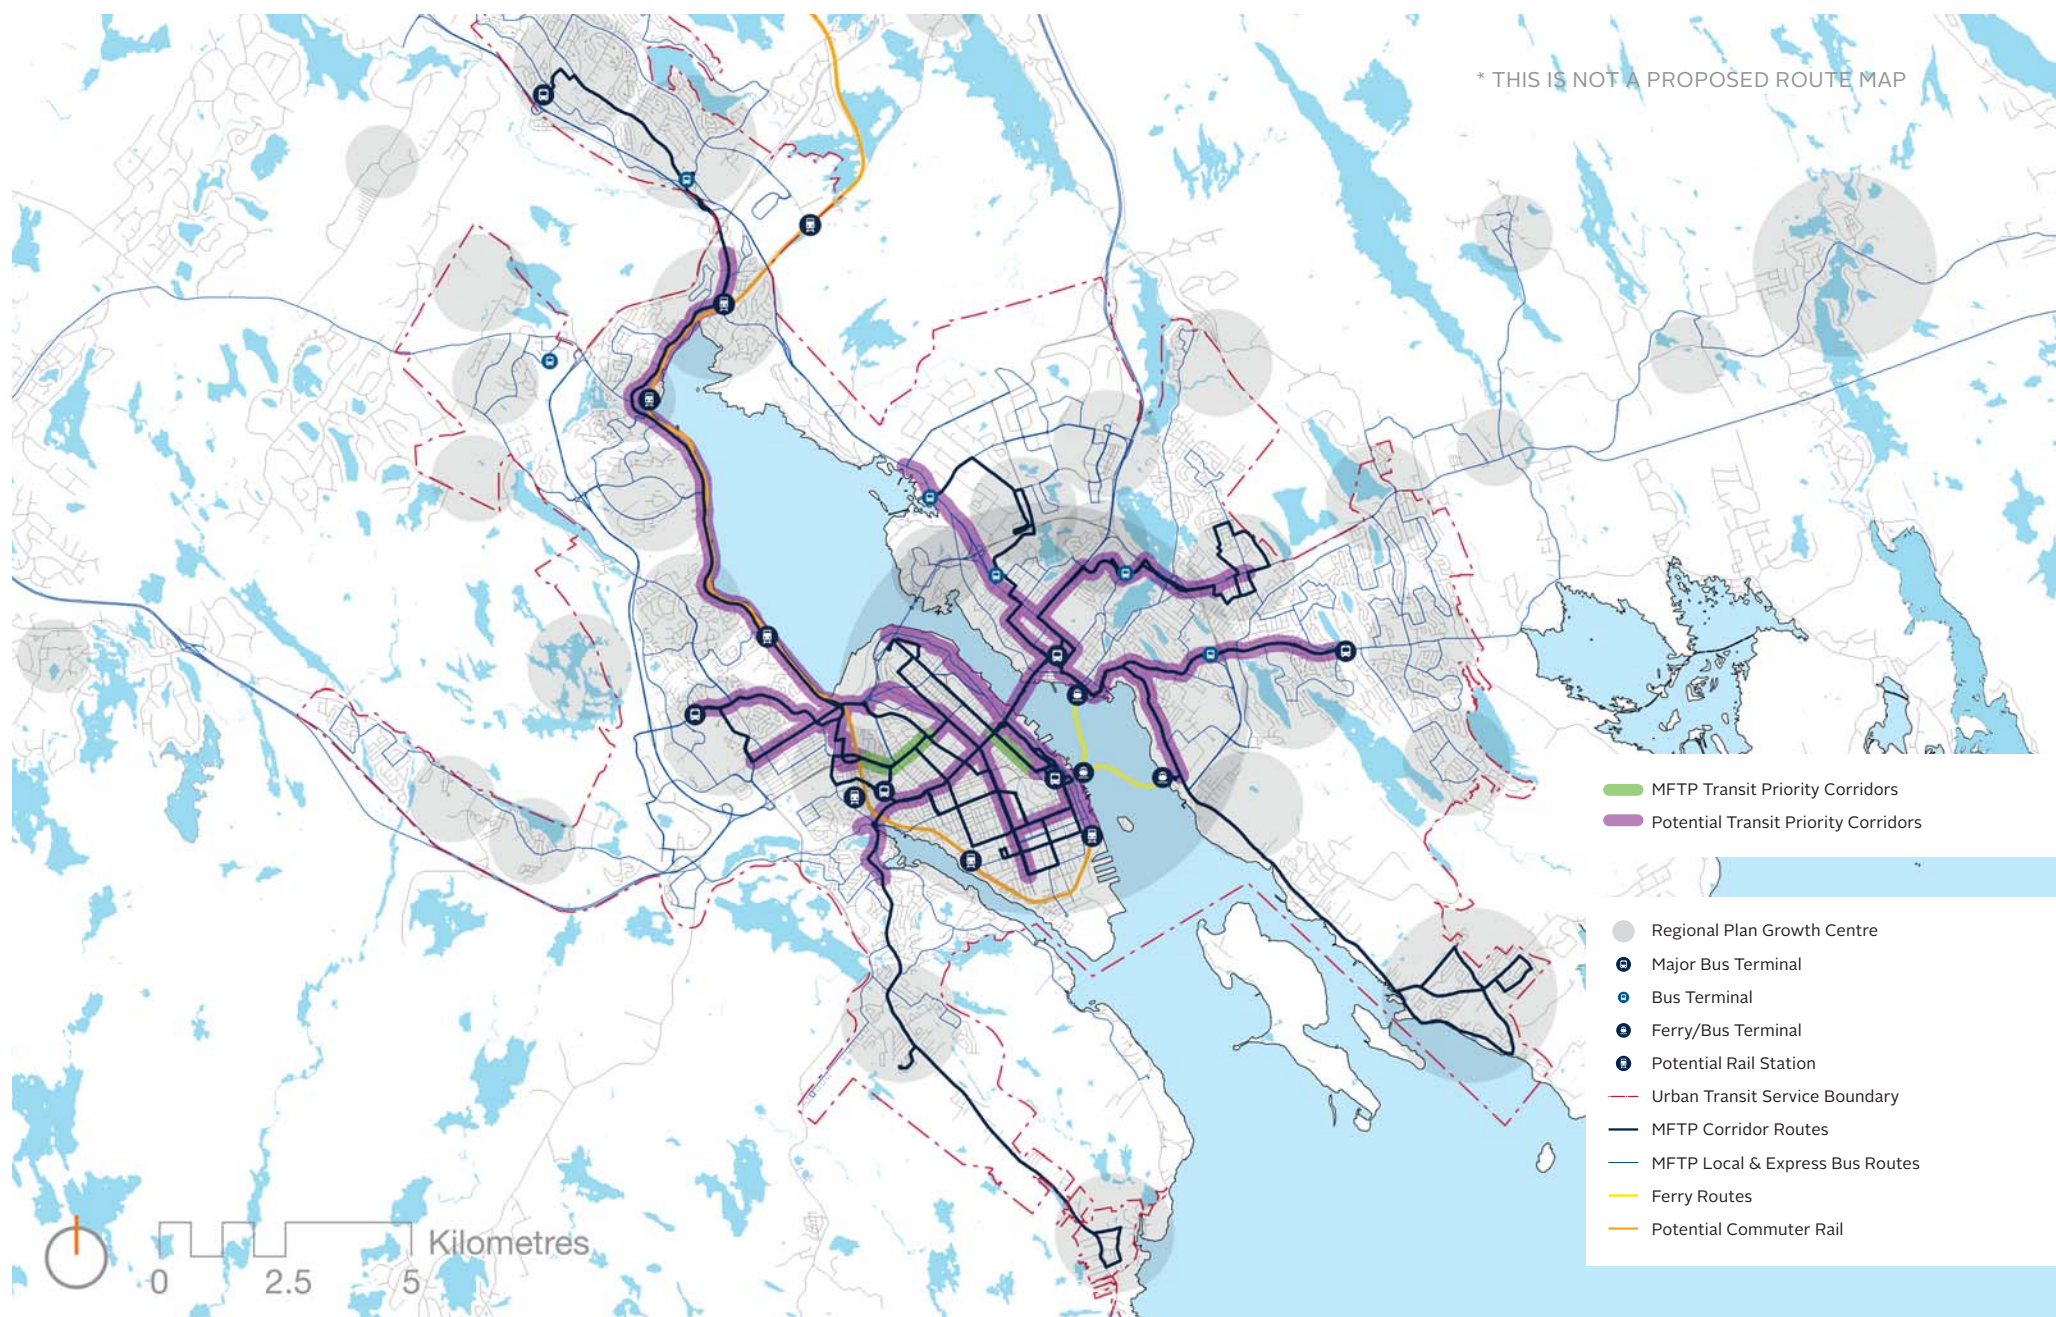 * THIS IS NOT A PROPOSED ROUTE MAP
MFTP Transit Priority Corridors
Potential Transit Priority Corridors
Regional Plan Growth Centre
Major Bus Terminal
Bus Terminal
Ferry/Bus Terminal
Potential Rail Station
Urban Transit Service Boundary
MFTP Corridor Routes
MFTP Local & Express Bus Routes
Ferry Routes
Potential Commuter Rail
Kilometres
0 2.5 5